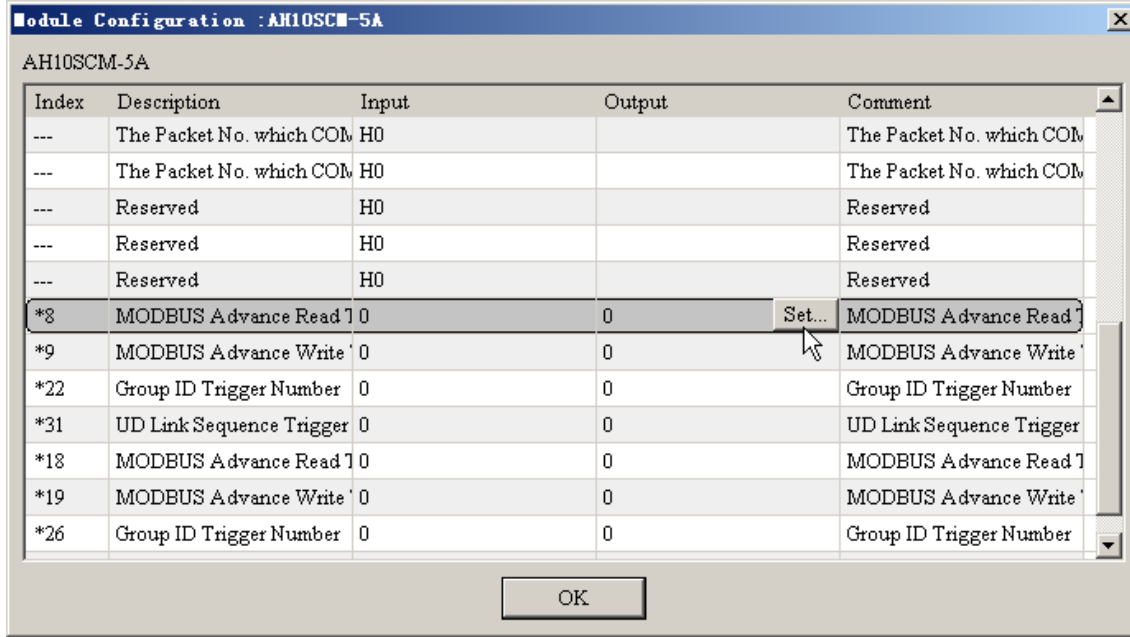 Module Configuration :AH10SCM-5A
AH10SCM-5A
Index Description Input Output Comment
--- The Packet No. which COM H0 The Packet No. which COM
--- The Packet No. which COM H0 The Packet No. which COM
--- Reserved H0 Reserved
--- Reserved H0 Reserved
--- Reserved H0 Reserved
*8 MODBUS Advance Read T 0 0 Set... MODBUS Advance Read T
*9 MODBUS Advance Write 0 0 MODBUS Advance Write
*22 Group ID Trigger Number 0 0 Group ID Trigger Number
*31 UD Link Sequence Trigger 0 0 UD Link Sequence Trigger
*18 MODBUS Advance Read T 0 0 MODBUS Advance Read T
*19 MODBUS Advance Write 0 0 MODBUS Advance Write
*26 Group ID Trigger Number 0 0 Group ID Trigger Number
OK